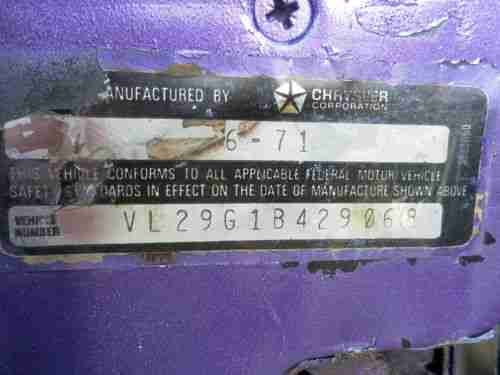 ANUFACTURED BY CHRYSLER
CORPORATION
6-71
THIS VEHICLE CONFORMS TO ALL APPLICABLE FEDERAL MOTOR VEHICLE
SAFETY STANDARDS IN EFFECT ON THE DATE OF MANUFACTURE SHOWN ABOVE
VEHICLE
NUMBER
VL29G1B429068